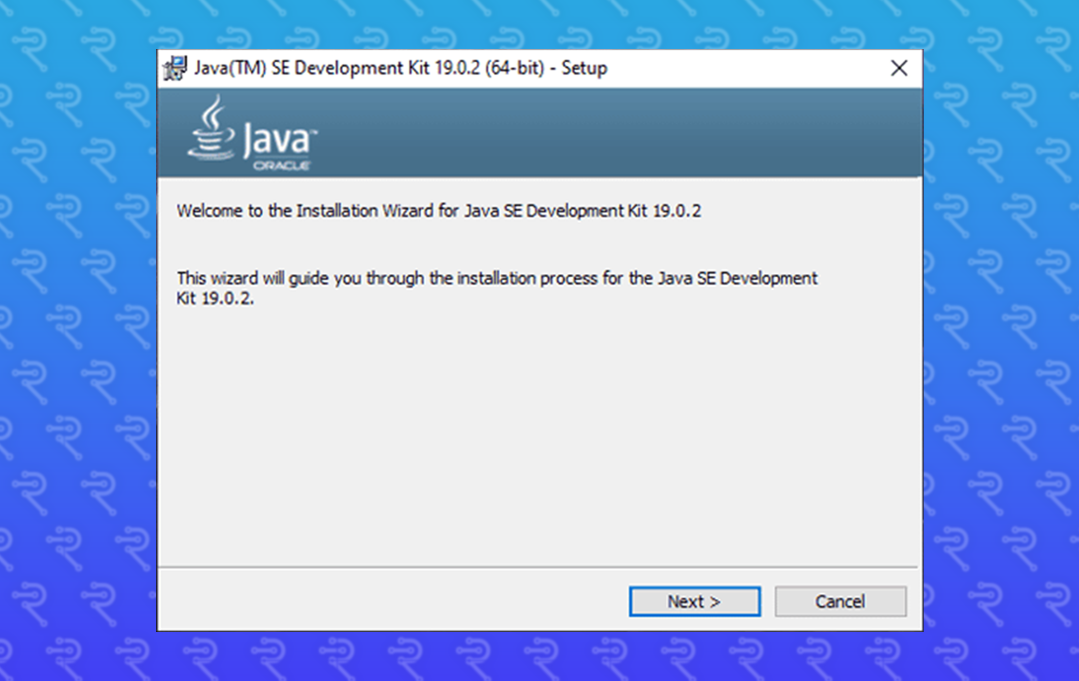 Java(TM) SE Development Kit 19.0.2 (64-bit) - Setup
Java™
ORACLE
Welcome to the Installation Wizard for Java SE Development Kit 19.0.2
This wizard will guide you through the installation process for the Java SE Development
Kit 19.0.2.
Next > Cancel